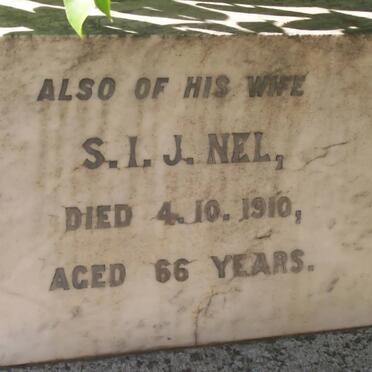 ALSO OF HIS WIFE
S. I. J. NEL,
DIED 4. 10. 1910,
AGED 66 YEARS.